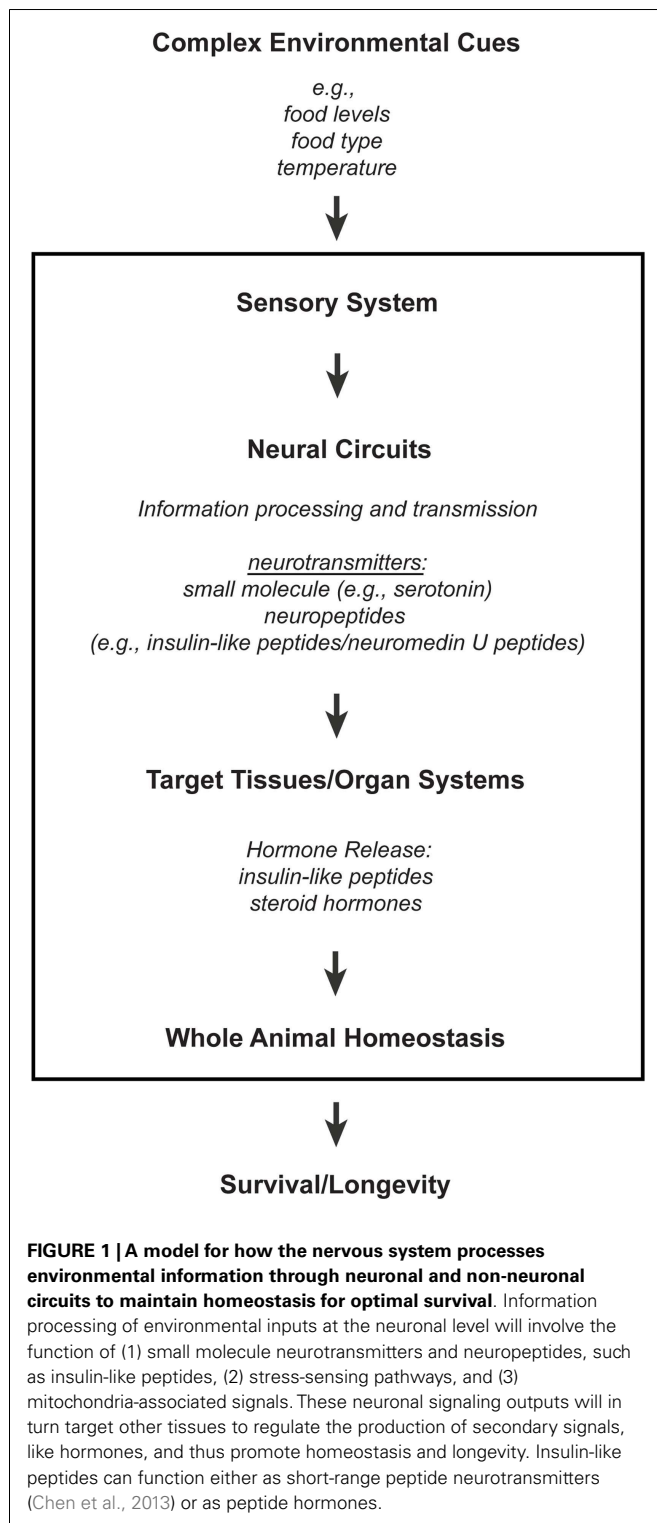 Complex Environmental Cues
e.g.,
food levels
food type
temperature
Sensory System
Neural Circuits
Information processing and transmission
neurotransmitters:
small molecule (e.g., serotonin)
neuropeptides
(e.g., insulin-like peptides/neuromedin U peptides)
Target Tissues/Organ Systems
Hormone Release:
insulin-like peptides
steroid hormones
Whole Animal Homeostasis
Survival/Longevity
FIGURE 1 | A model for how the nervous system processes
environmental information through neuronal and non-neuronal
circuits to maintain homeostasis for optimal survival. Information
processing of environmental inputs at the neuronal level will involve the
function of (1) small molecule neurotransmitters and neuropeptides, such
as insulin-like peptides, (2) stress-sensing pathways, and (3)
mitochondria-associated signals. These neuronal signaling outputs will in
turn target other tissues to regulate the production of secondary signals,
like hormones, and thus promote homeostasis and longevity. Insulin-like
peptides can function either as short-range peptide neurotransmitters
(Chen et al., 2013) or as peptide hormones.